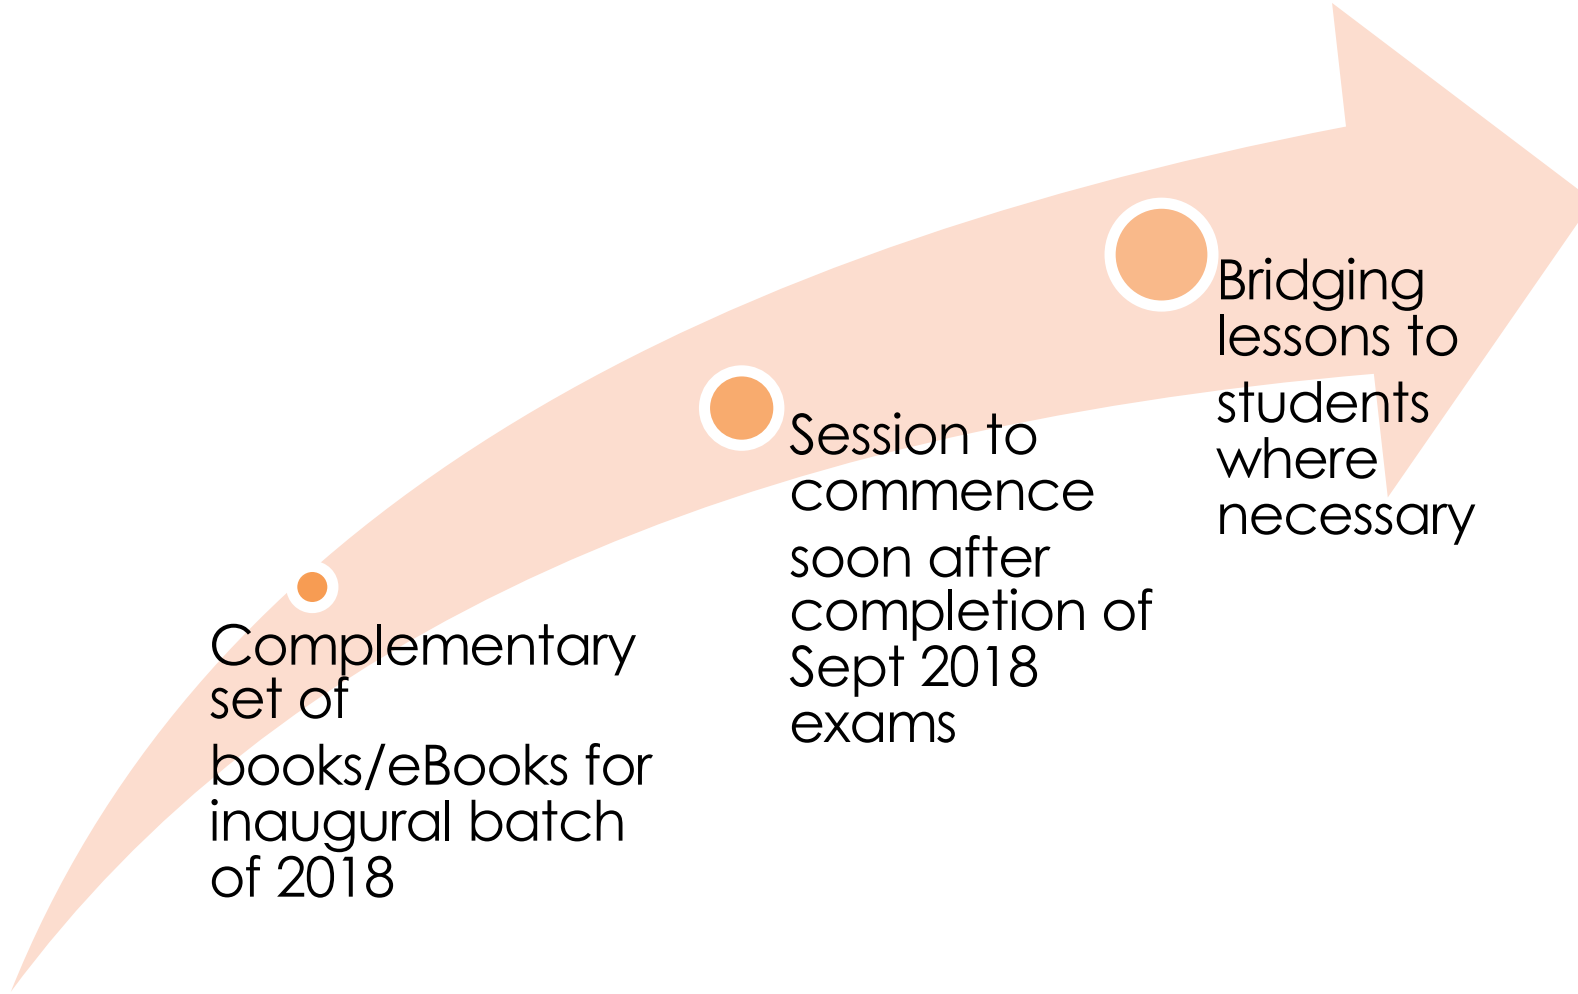 Complementary
set of
books/eBooks for
inaugural batch
of 2018
Session to
commence
soon after
completion of
Sept 2018
exams
Bridging
lessons to
students
where
necessary